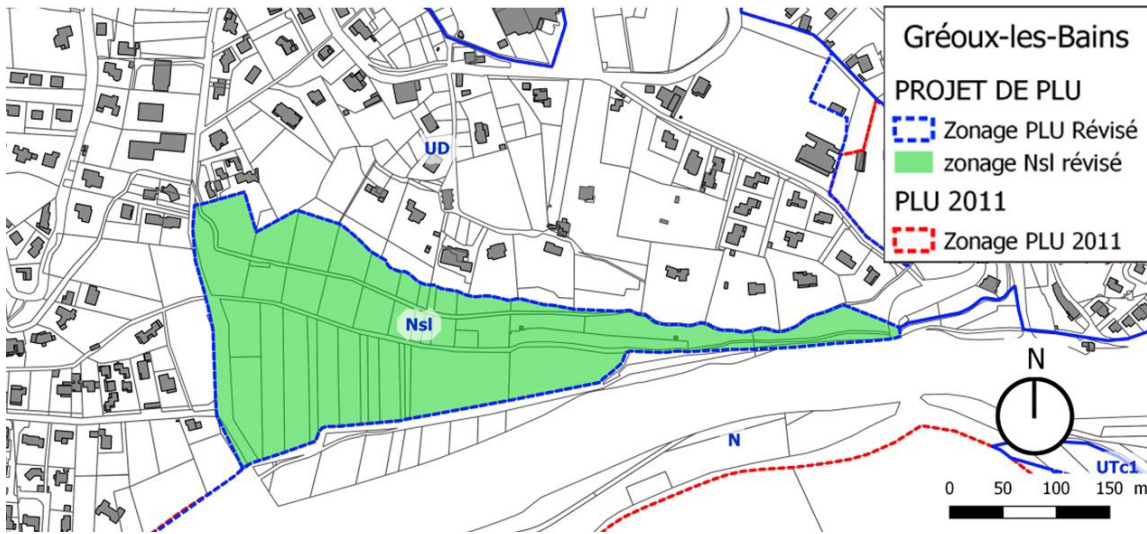 Gréoux-les-Bains
PROJET DE PLU
Zonage PLU Révisé
zonage Nsl révisé
PLU 2011
Zonage PLU 2011
UD
Nsl
N
N
UTc1
0 50 100 150 m